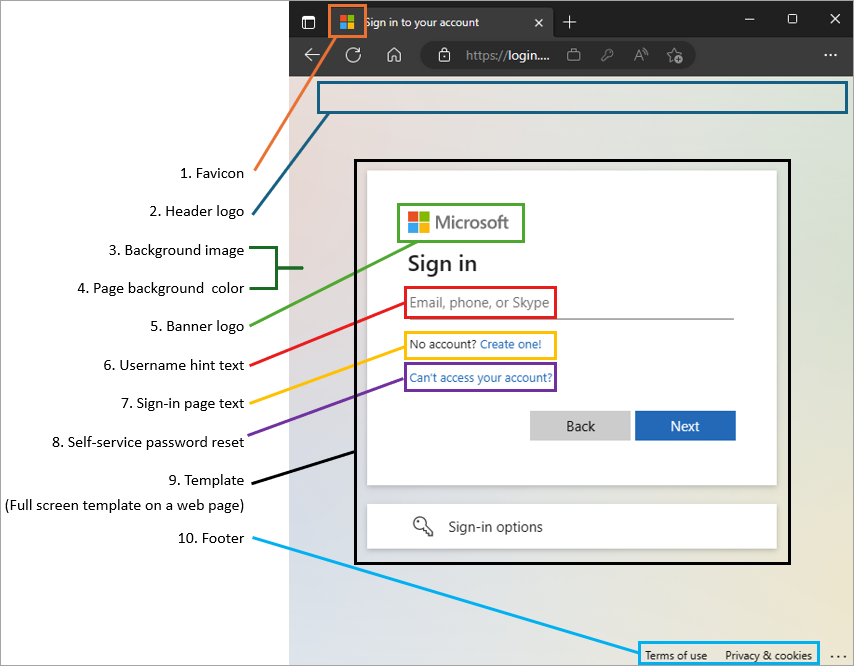 Sign in to your account
https://login....
1. Favicon
2. Header logo
3. Background image
4. Page background color
5. Banner logo
6. Username hint text
7. Sign-in page text
8. Self-service password reset
9. Template
(Full screen template on a web page)
10. Footer
Microsoft
Sign in
Email, phone, or Skype
No account? Create one!
Can't access your account?
Back Next
Sign-in options
Terms of use Privacy & cookies ...